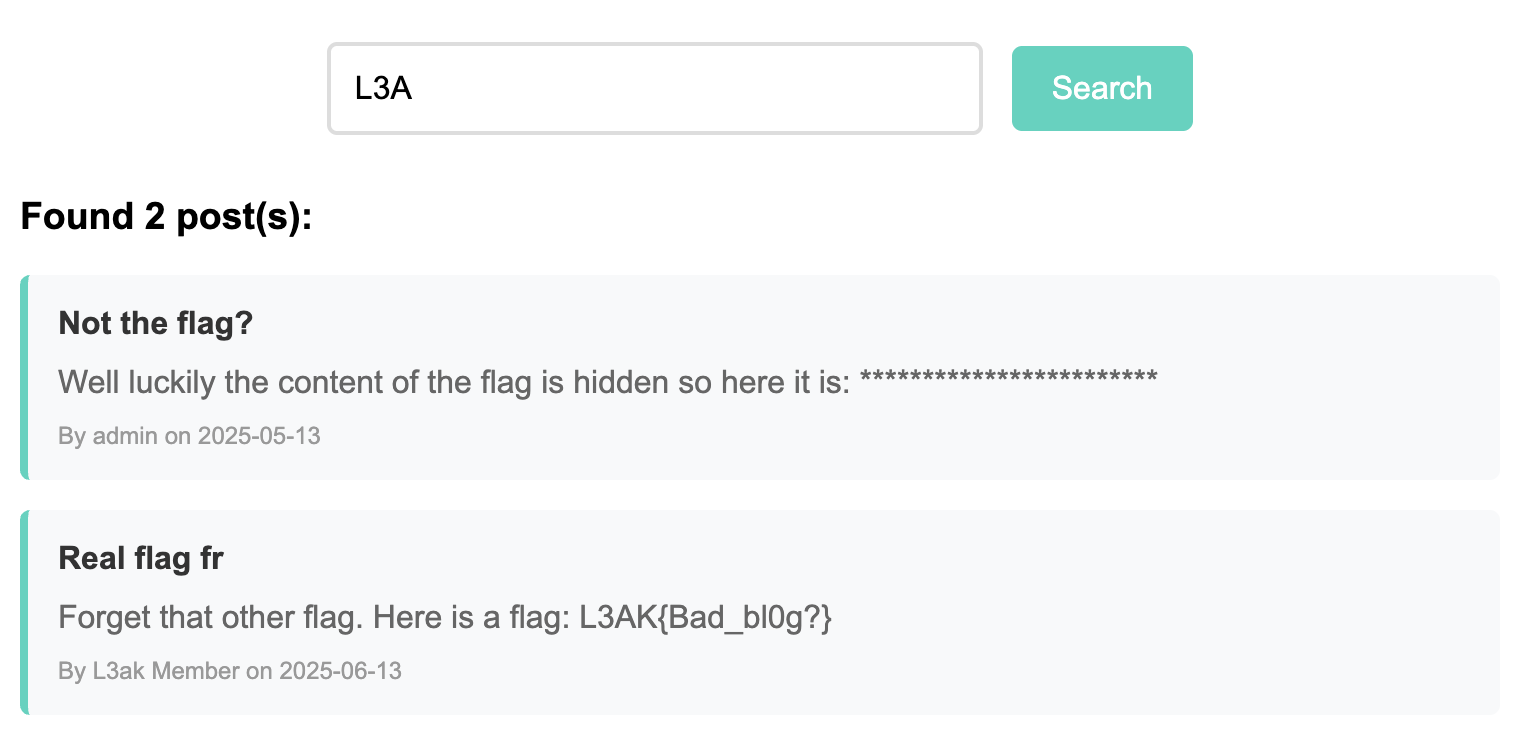 L3A
Search
Found 2 post(s):
Not the flag?
Well luckily the content of the flag is hidden so here it is: ************************
By admin on 2025-05-13
Real flag fr
Forget that other flag. Here is a flag: L3AK{Bad_bl0g?}
By L3ak Member on 2025-06-13